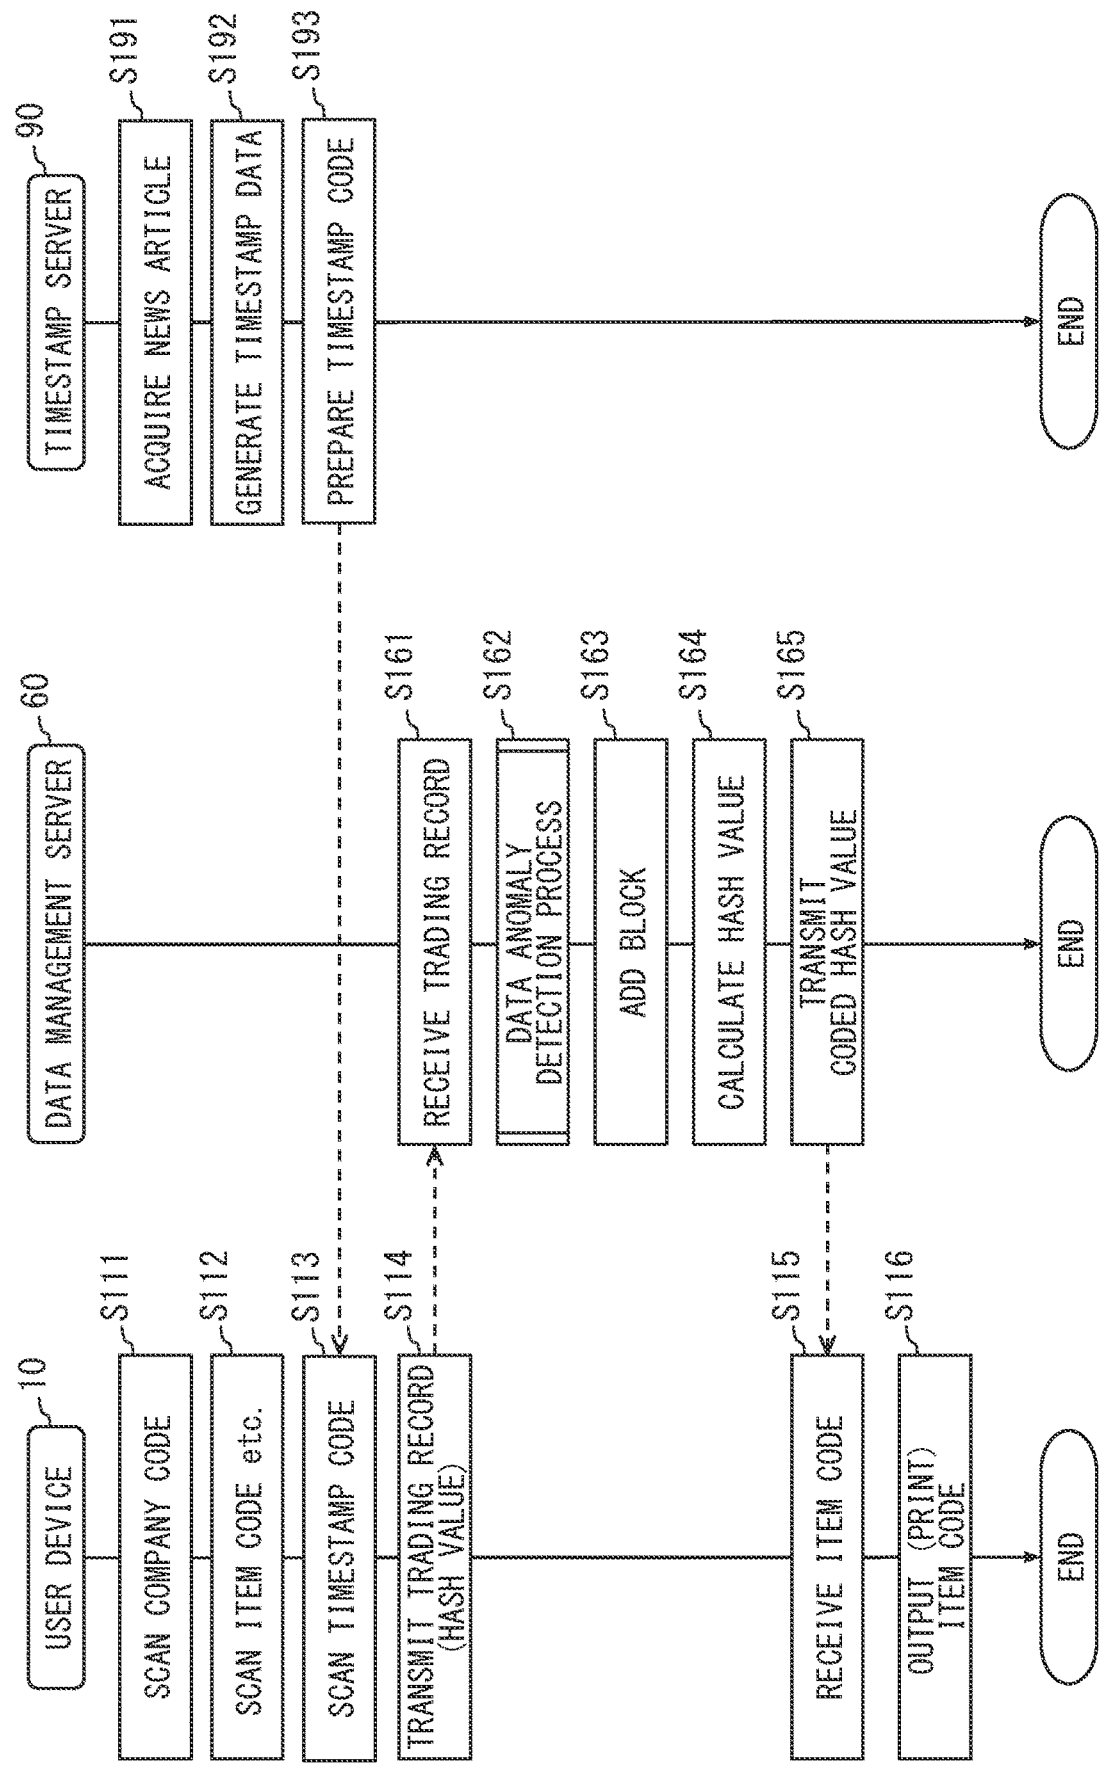 USER DEVICE
10
SCAN COMPANY CODE
S111
SCAN ITEM CODE etc.
S112
SCAN TIMESTAMP CODE
S113
TRANSMIT TRADING RECORD
(HASH VALUE)
S114
RECEIVE ITEM CODE
S115
OUTPUT (PRINT)
ITEM CODE
S116
END
DATA MANAGEMENT SERVER
60
RECEIVE TRADING RECORD
S161
DATA ANOMALY
DETECTION PROCESS
S162
ADD BLOCK
S163
CALCULATE HASH VALUE
S164
TRANSMIT
CODED HASH VALUE
S165
END
TIMESTAMP SERVER
90
ACQUIRE NEWS ARTICLE
S191
GENERATE TIMESTAMP DATA
S192
PREPARE TIMESTAMP CODE
S193
END